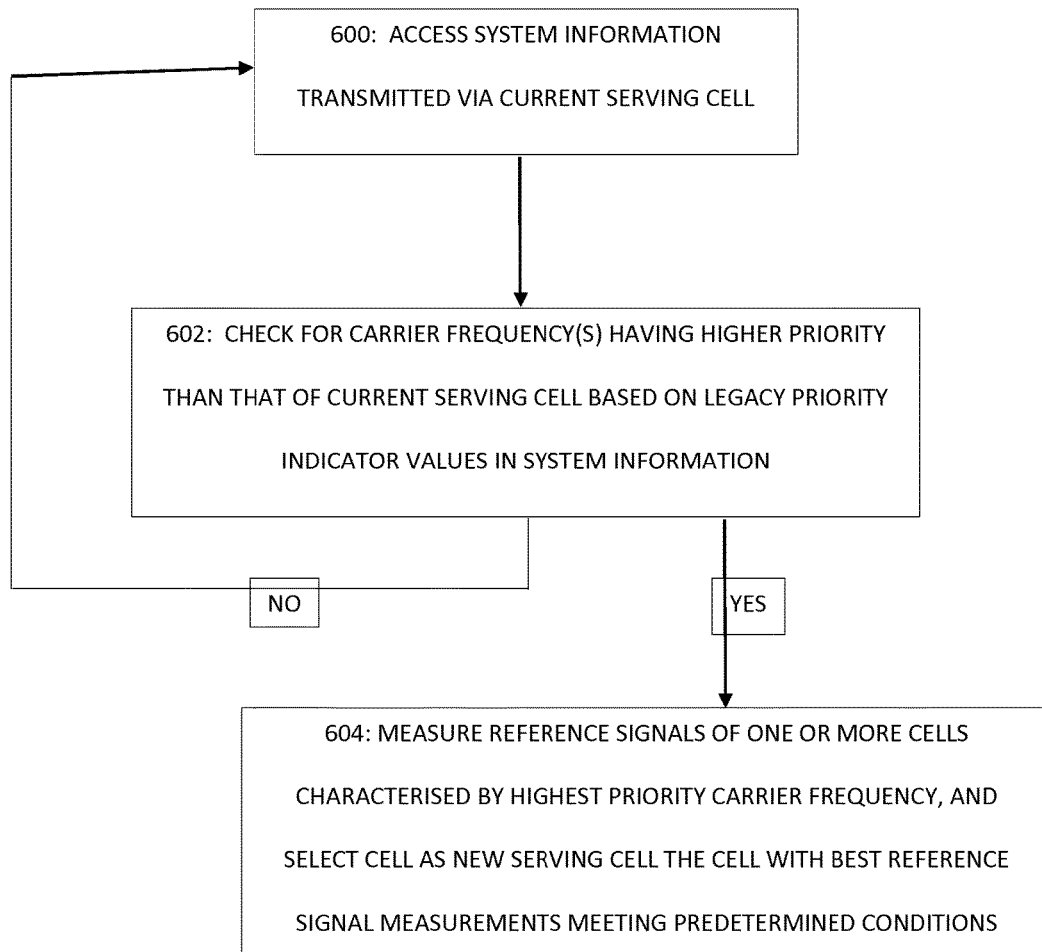 600: ACCESS SYSTEM INFORMATION
TRANSMITTED VIA CURRENT SERVING CELL
602: CHECK FOR CARRIER FREQUENCY(S) HAVING HIGHER PRIORITY
THAN THAT OF CURRENT SERVING CELL BASED ON LEGACY PRIORITY
INDICATOR VALUES IN SYSTEM INFORMATION
NO
YES
604: MEASURE REFERENCE SIGNALS OF ONE OR MORE CELLS
CHARACTERISED BY HIGHEST PRIORITY CARRIER FREQUENCY, AND
SELECT CELL AS NEW SERVING CELL THE CELL WITH BEST REFERENCE
SIGNAL MEASUREMENTS MEETING PREDETERMINED CONDITIONS